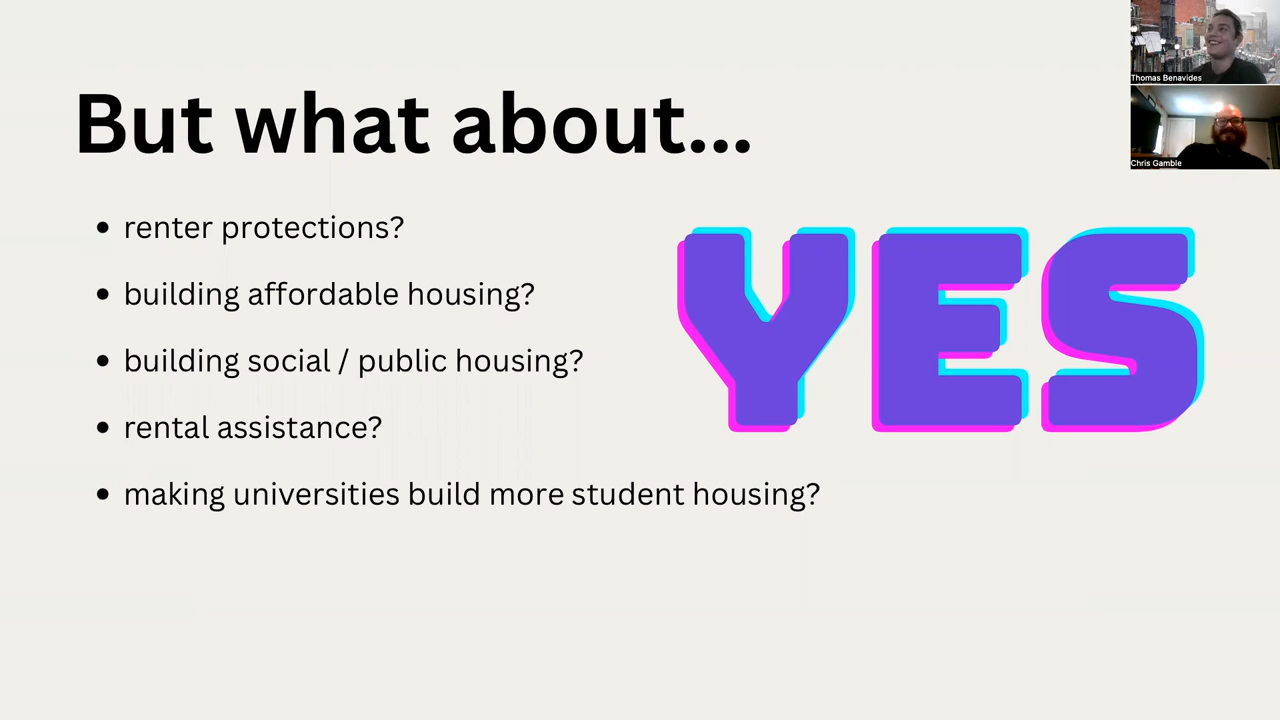 But what about...
renter protections?
building affordable housing?
building social / public housing?
rental assistance?
making universities build more student housing?
YES
Thomas Benavides
Chris Gamble